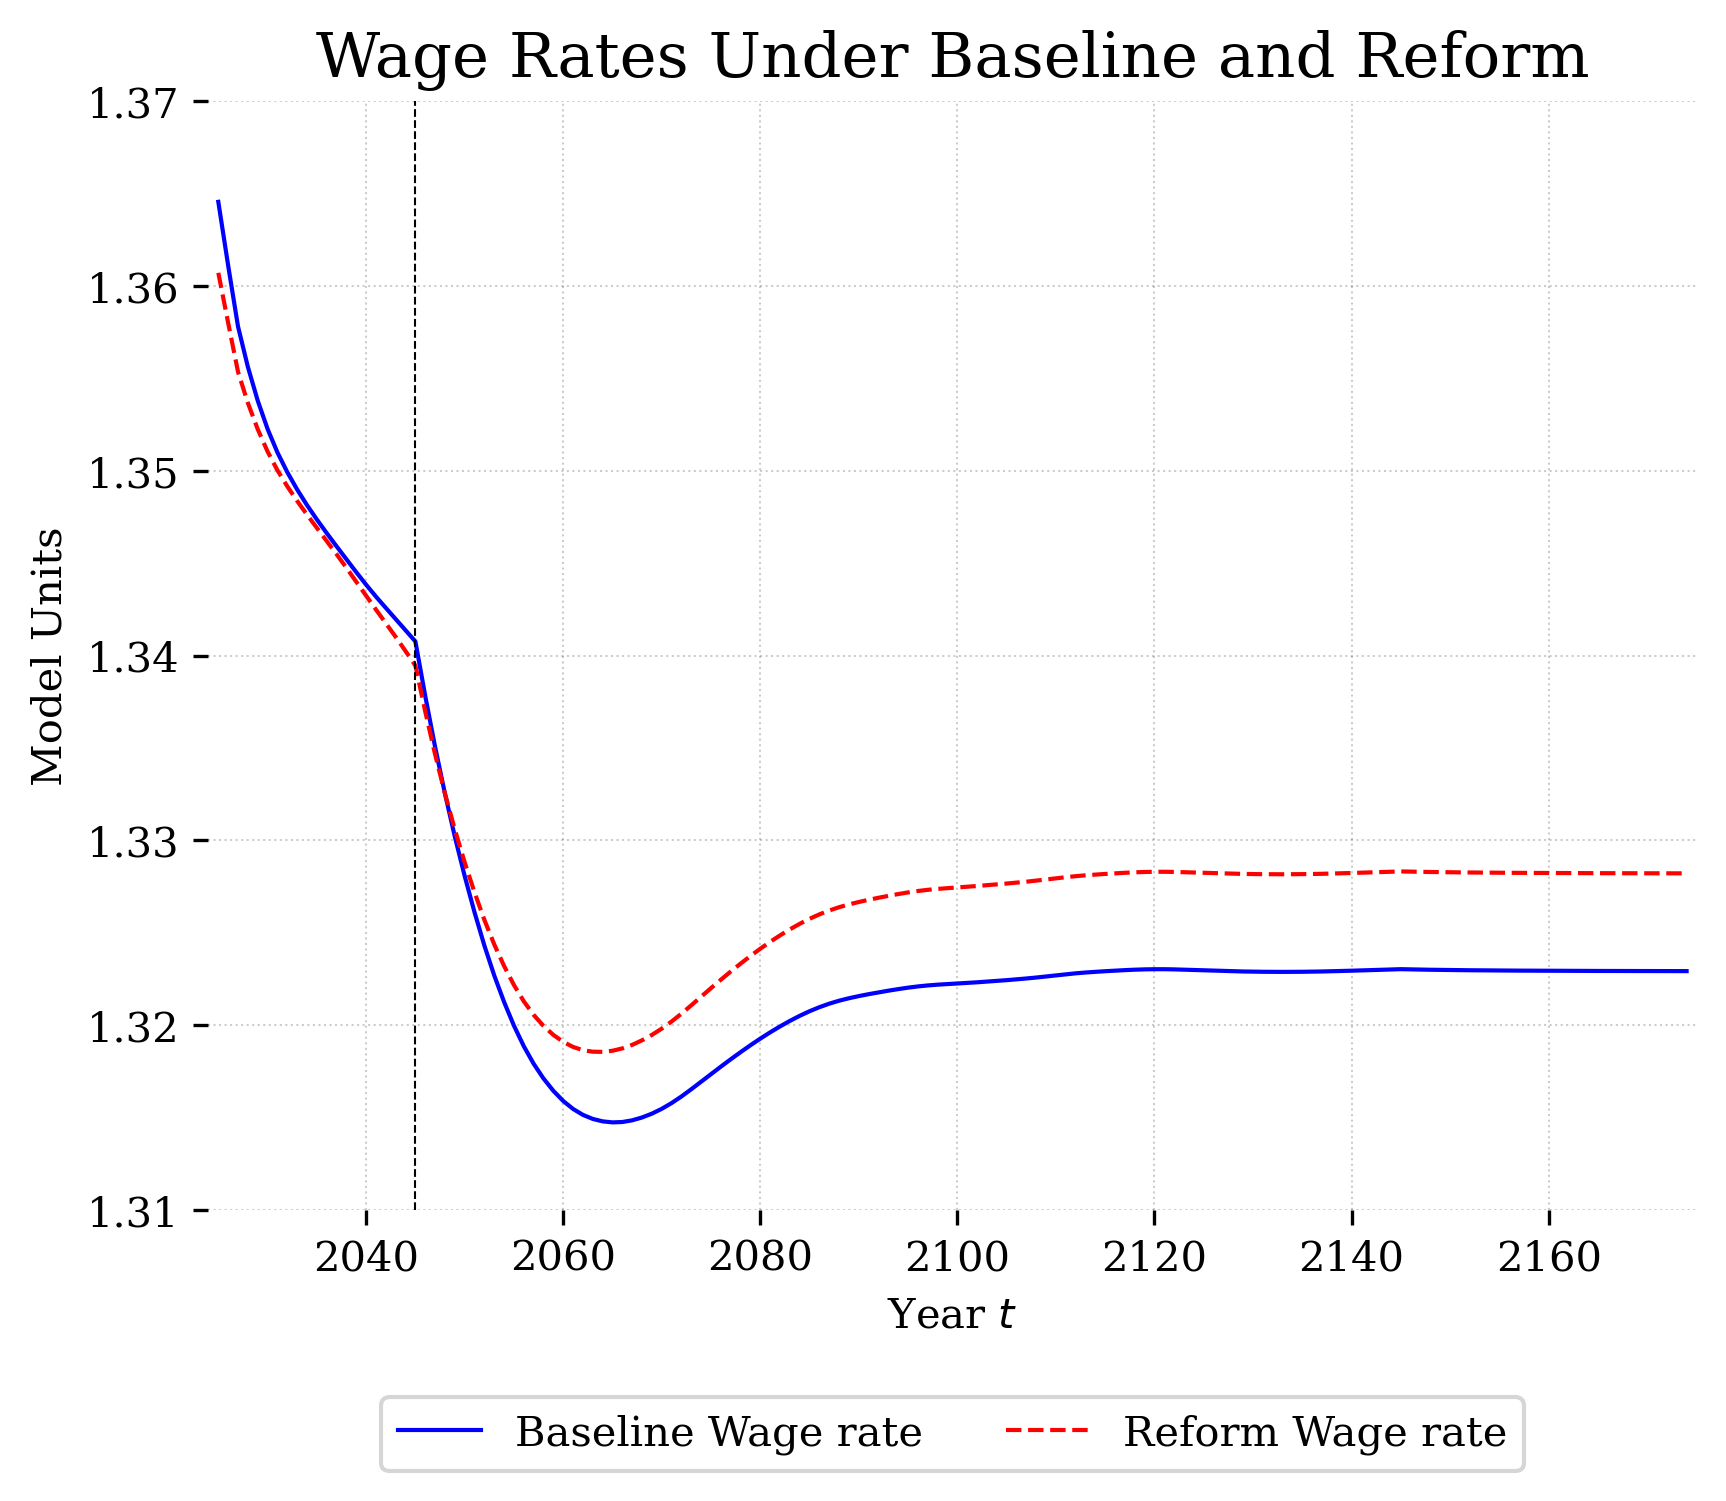 Wage Rates Under Baseline and Reform
1.37
1.36
1.35
1.34
1.33
1.32
1.31
Model Units
2040 2060 2080 2100 2120 2140 2160
Year t
Baseline Wage rate Reform Wage rate